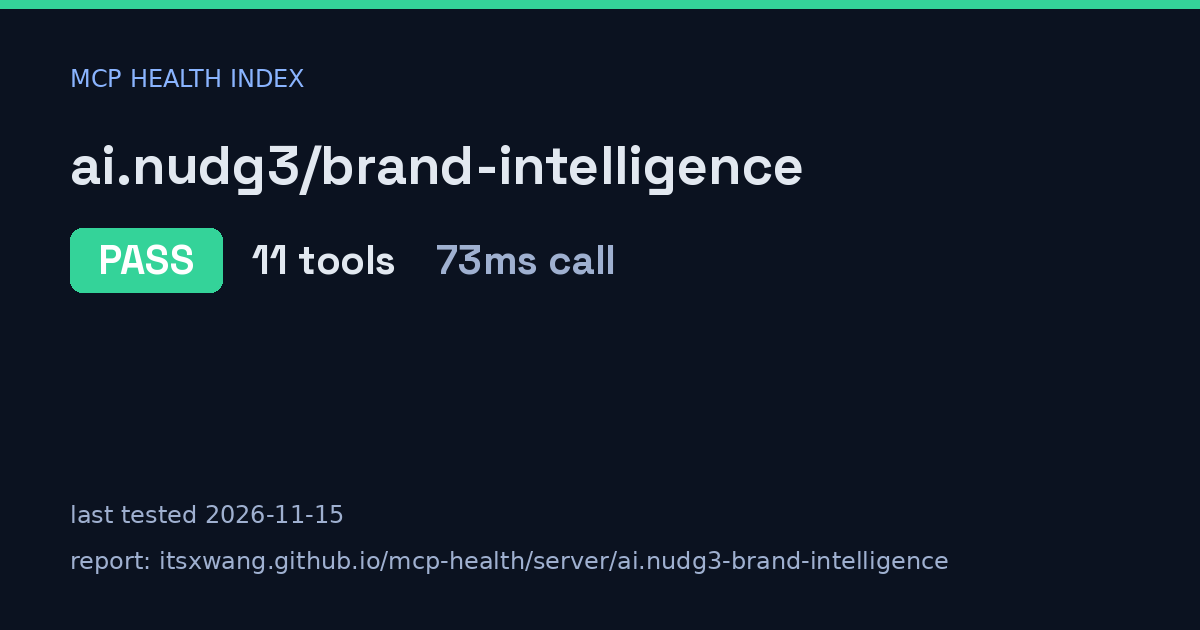 MCP HEALTH INDEX
ai.nudg3/brand-intelligence
PASS 11 tools 73ms call
last tested 2026-11-15
report: itsxwang.github.io/mcp-health/server/ai.nudg3-brand-intelligence